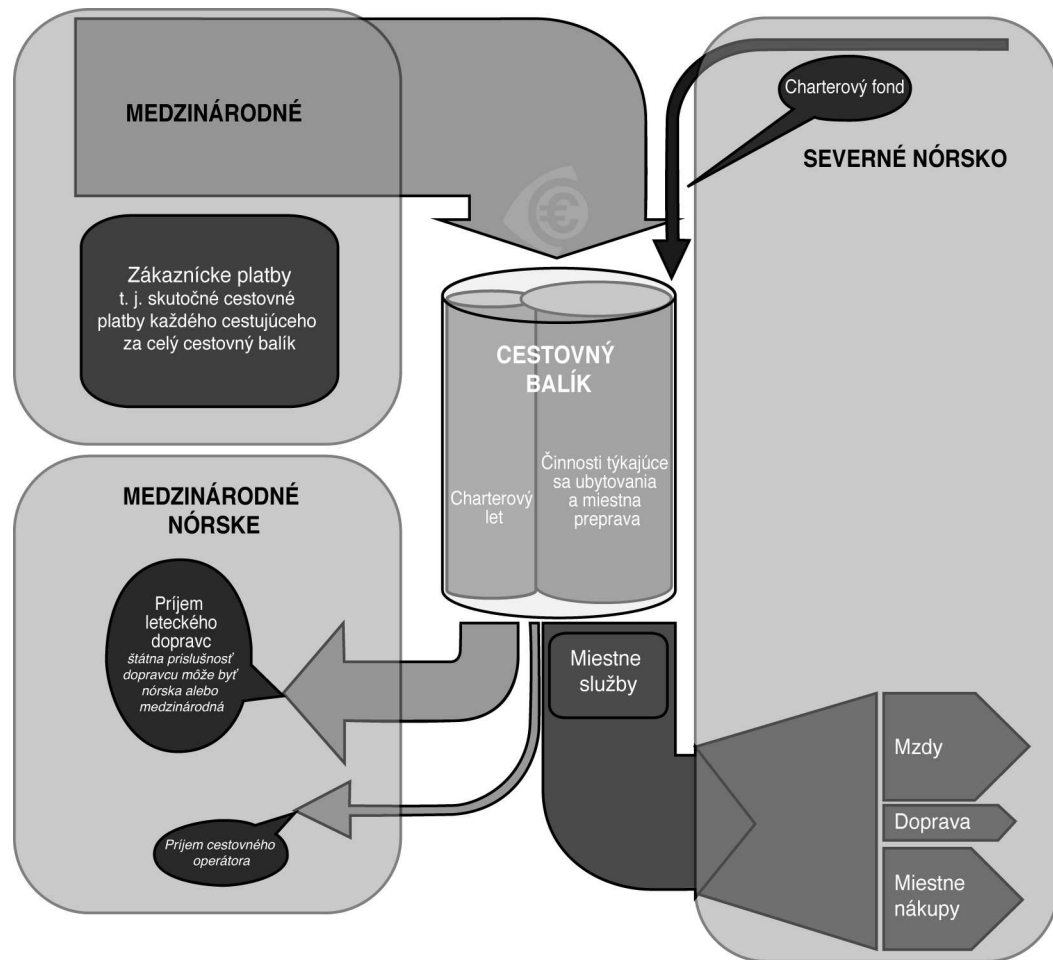 MEDZINÁRODNÉ
Zákaznícke platby
t. j. skutočné cestovné
platby každého cestujúceho
za celý cestovný balík
Charterový fond
SEVERNÉ NÓRSKO
CESTOVNÝ
BALÍK
Charterový
let
Činnosti týkajúce
sa ubytovania
a miestna
preprava
MEDZINÁRODNÉ
NÓRSKE
Príjem
leteckého
dopravc
štátna príslušnosť
dopravcu môže byť
nórska alebo
medzinárodná
Príjem cestovného
operátora
Miestne
služby
Mzdy
Doprava
Miestne
nákupy